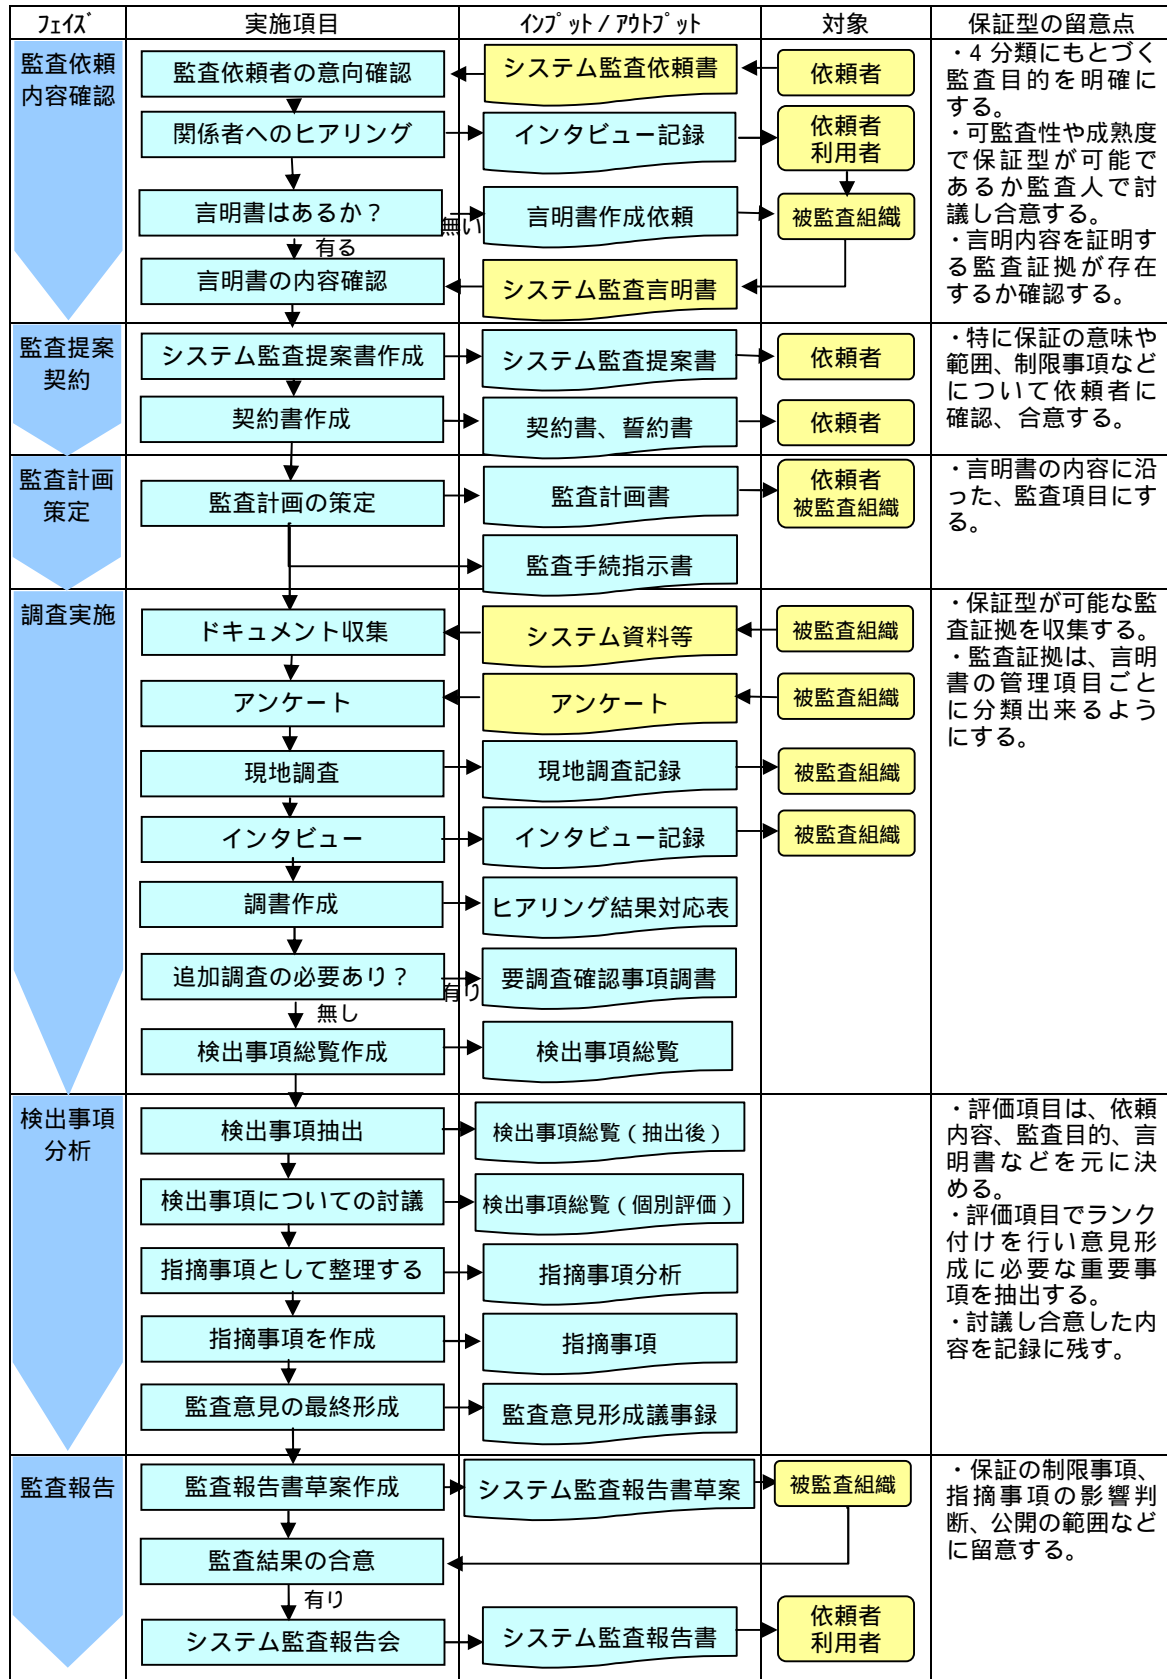 ﾌｪｲｽﾞ
実施項目
ｲﾝﾌﾟｯﾄ / ｱｳﾄﾌﾟｯﾄ
対象
保証型の留意点
監査依頼
内容確認
監査依頼者の意向確認
システム監査依頼書
依頼者
関係者へのヒアリング
インタビュー記録
依頼者
利用者
言明書はあるか？
無い
言明書作成依頼
被監査組織
有る
言明書の内容確認
システム監査言明書
・4 分類にもとづく
監査目的を明確に
する。
・可監査性や成熟度
で保証型が可能で
あるか監査人で討
議し合意する。
・言明内容を証明す
る監査証拠が存在
するか確認する。
監査提案
契約
システム監査提案書作成
システム監査提案書
依頼者
契約書作成
契約書、誓約書
依頼者
・特に保証の意味や
範囲、制限事項など
について依頼者に
確認、合意する。
監査計画
策定
監査計画の策定
監査計画書
依頼者
被監査組織
監査手続指示書
・言明書の内容に沿
った、監査項目にす
る。
調査実施
ドキュメント収集
システム資料等
被監査組織
アンケート
アンケート
被監査組織
現地調査
現地調査記録
被監査組織
インタビュー
インタビュー記録
被監査組織
調書作成
ヒアリング結果対応表
追加調査の必要あり？
有り
要調査確認事項調書
無し
検出事項総覧作成
検出事項総覧
・保証型が可能な監
査証拠を収集する。
・監査証拠は、言明
書の管理項目ごと
に分類出来るよう
にする。
検出事項
分析
検出事項抽出
検出事項総覧（抽出後）
検出事項についての討議
検出事項総覧（個別評価）
指摘事項として整理する
指摘事項分析
指摘事項を作成
指摘事項
監査意見の最終形成
監査意見形成議事録
・評価項目は、依頼
内容、監査目的、言
明書などを元に決
める。
・評価項目でランク
付けを行い意見形
成に必要な重要事
項を抽出する。
・討議し合意した内
容を記録に残す。
監査報告
監査報告書草案作成
システム監査報告書草案
被監査組織
監査結果の合意
有り
システム監査報告会
システム監査報告書
依頼者
利用者
・保証の制限事項、
指摘事項の影響判
断、公開の範囲など
に留意する。